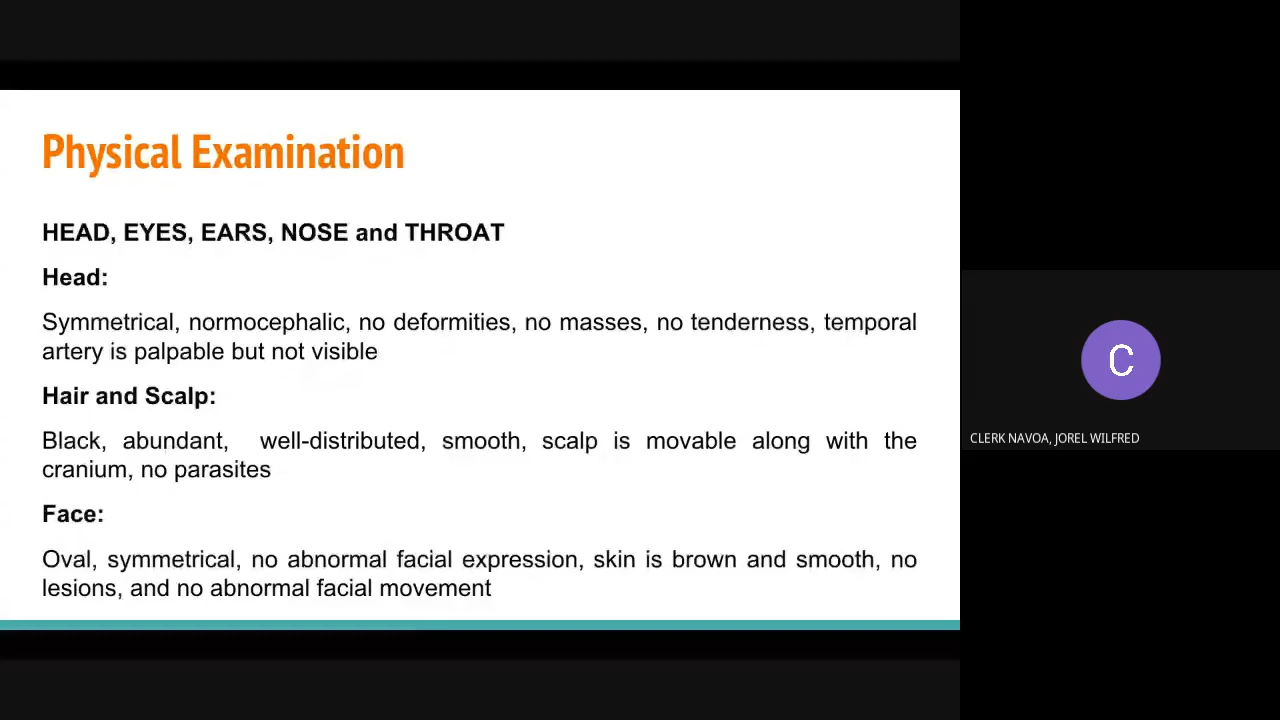 Physical Examination
HEAD, EYES, EARS, NOSE and THROAT
Head:
Symmetrical, normocephalic, no deformities, no masses, no tenderness, temporal
artery is palpable but not visible
Hair and Scalp:
Black, abundant, well-distributed, smooth, scalp is movable along with the
cranium, no parasites
Face:
Oval, symmetrical, no abnormal facial expression, skin is brown and smooth, no
lesions, and no abnormal facial movement
C
CLERK NAVOA, JOREL WILFRED